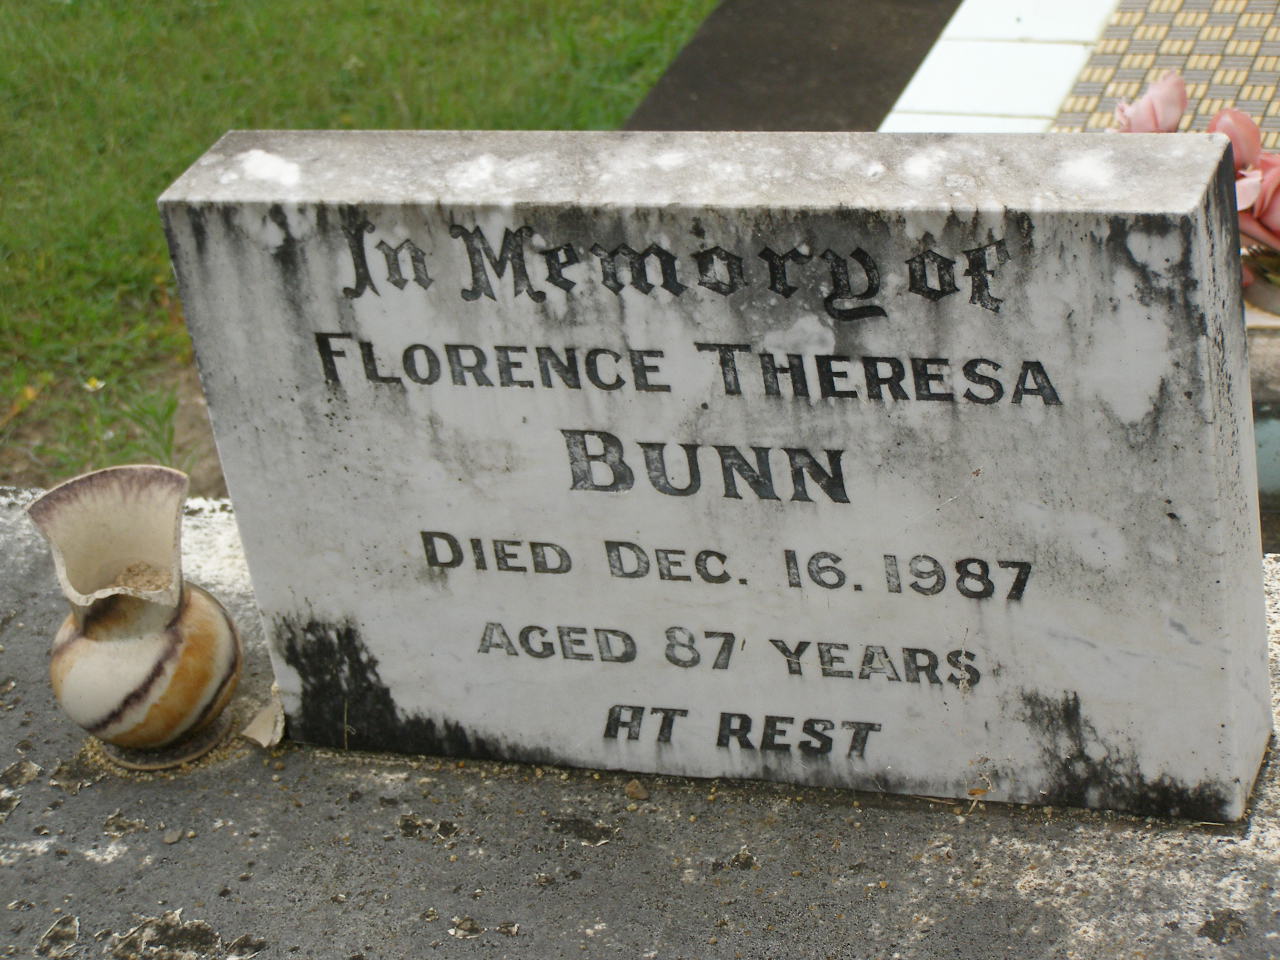 In Memory of
FLORENCE THERESA
BUNN
DIED DEC. 16. 1987
AGED 87 YEARS
AT REST